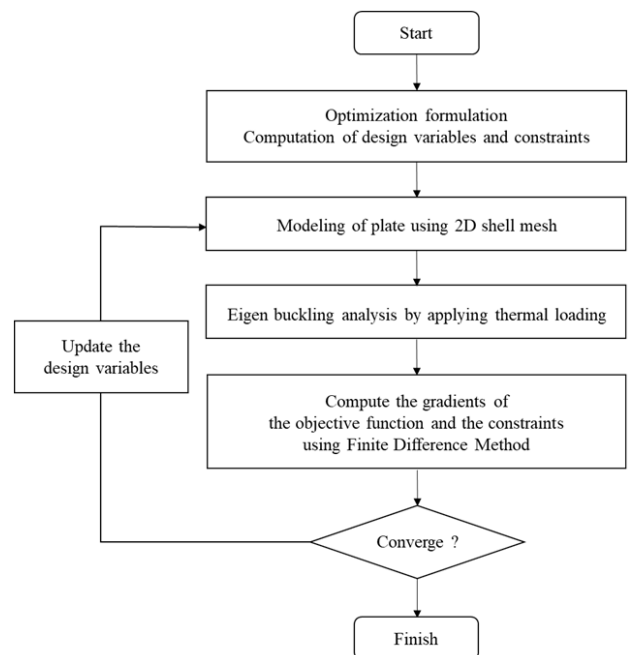 Start
Optimization formulation
Computation of design variables and constraints
Modeling of plate using 2D shell mesh
Eigen buckling analysis by applying thermal loading
Update the
design variables
Compute the gradients of
the objective function and the constraints
using Finite Difference Method
Converge ?
Finish